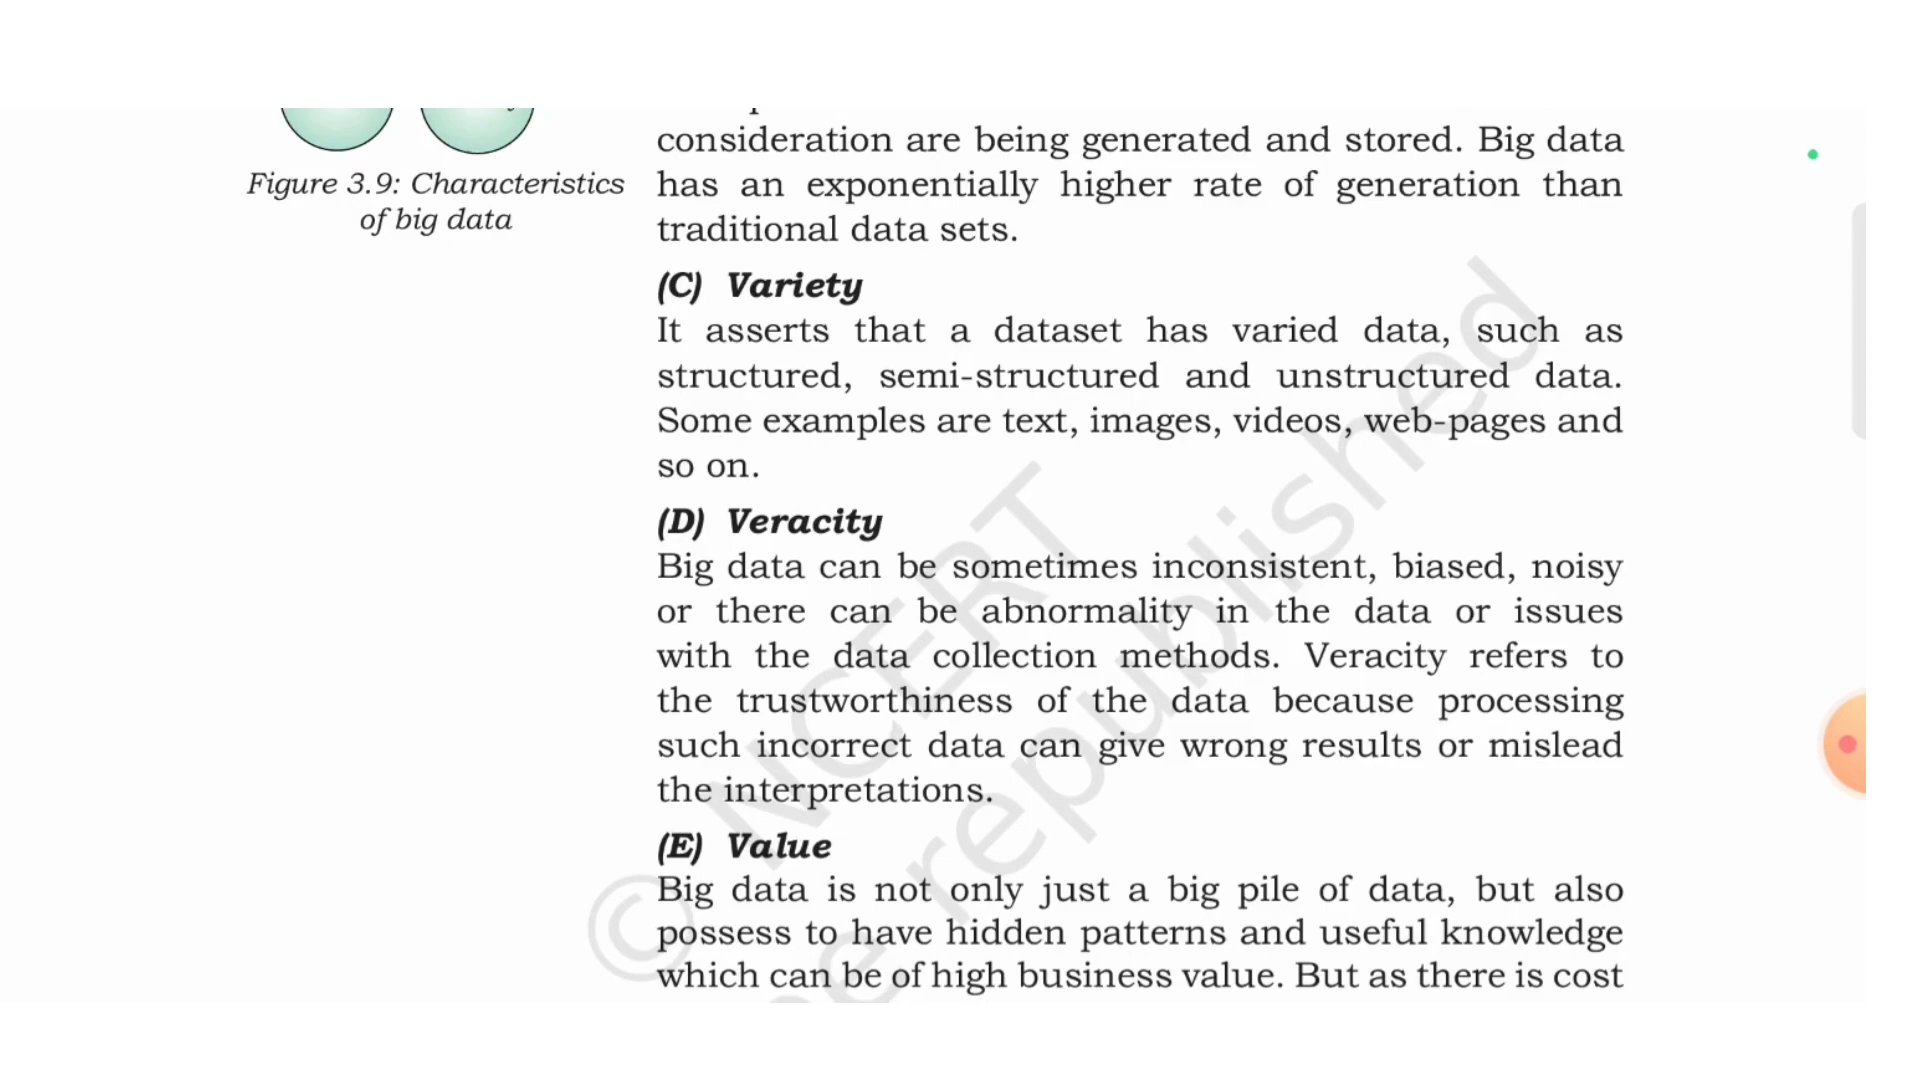 Figure 3.9: Characteristics
of big data
consideration are being generated and stored. Big data
has an exponentially higher rate of generation than
traditional data sets.
(C) Variety
It asserts that a dataset has varied data, such as
structured, semi-structured and unstructured data.
Some examples are text, images, videos, web-pages and
so on.
(D) Veracity
Big data can be sometimes inconsistent, biased, noisy
or there can be abnormality in the data or issues
with the data collection methods. Veracity refers to
the trustworthiness of the data because processing
such incorrect data can give wrong results or mislead
the interpretations.
(E) Value
Big data is not only just a big pile of data, but also
possess to have hidden patterns and useful knowledge
which can be of high business value. But as there is cost
© NCERT
be republished